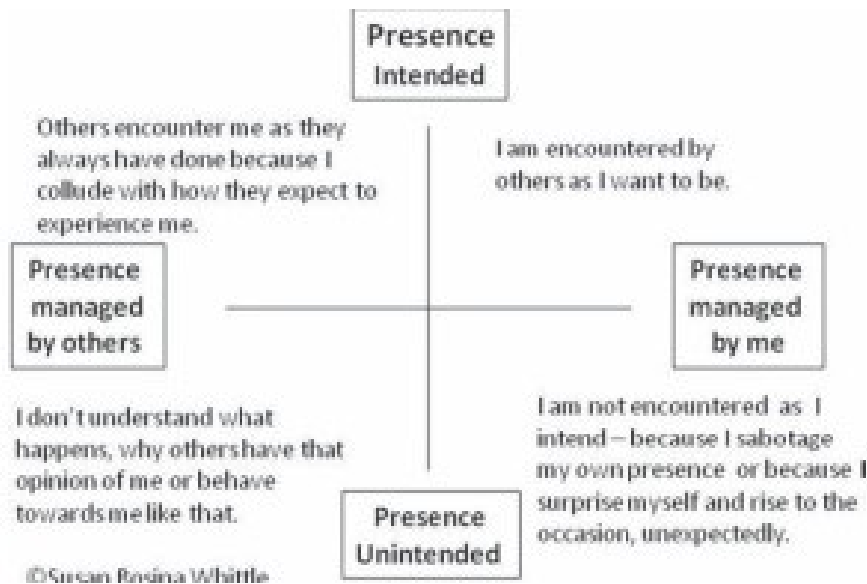 Presence
Intended
Others encounter me as they
always have done because I
collude with how they expect to
experience me.
I am encountered by
others as I want to be.
Presence
managed
by others
Presence
managed
by me
I don't understand what
happens, why others have that
opinion of me or behave
towards me like that.
I am not encountered as I
intend – because I sabotage
my own presence or because I
surprise myself and rise to the
occasion, unexpectedly.
Presence
Unintended
©Susan Rosina Whittle